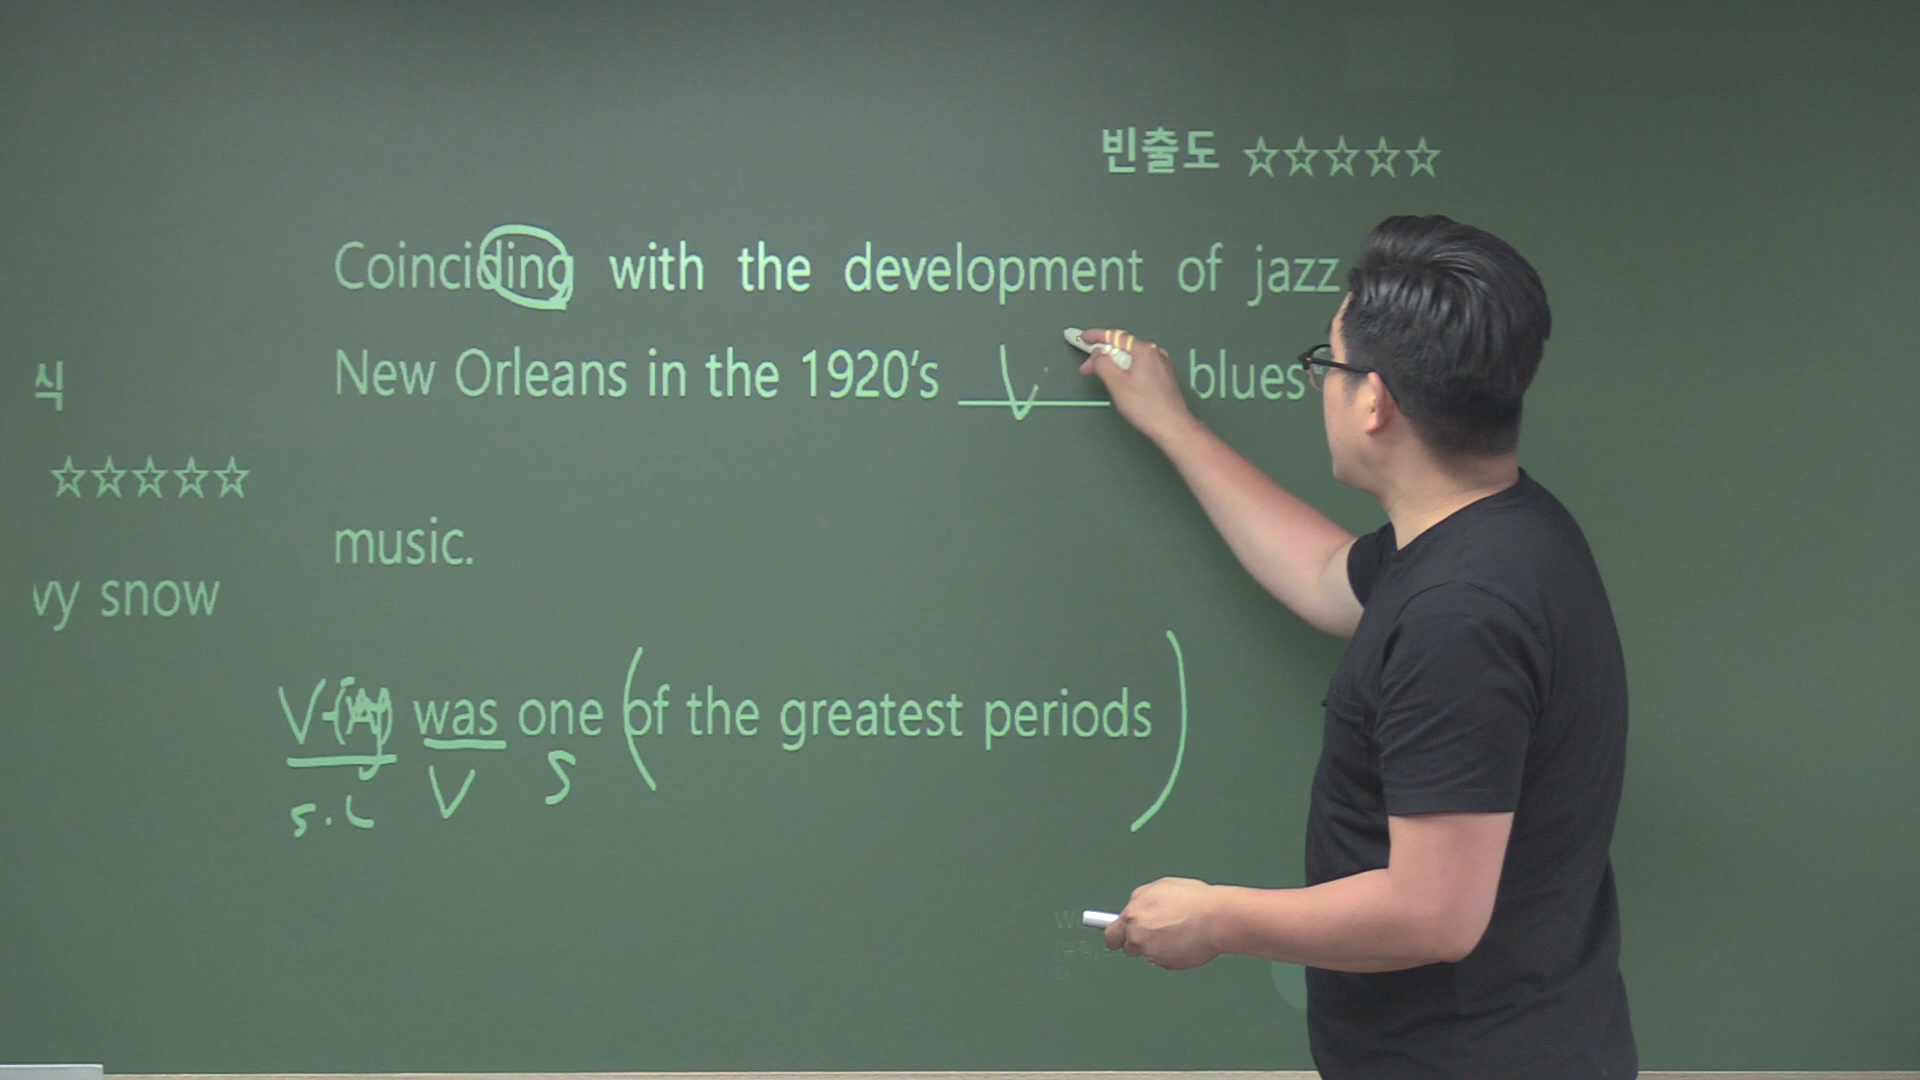 빈출도 ☆☆☆☆☆
Coinciding with the development of jazz
New Orleans in the 1920's V blues
music.
식
☆☆☆☆☆
vy snow
V-ing was one of the greatest periods
s.c V S